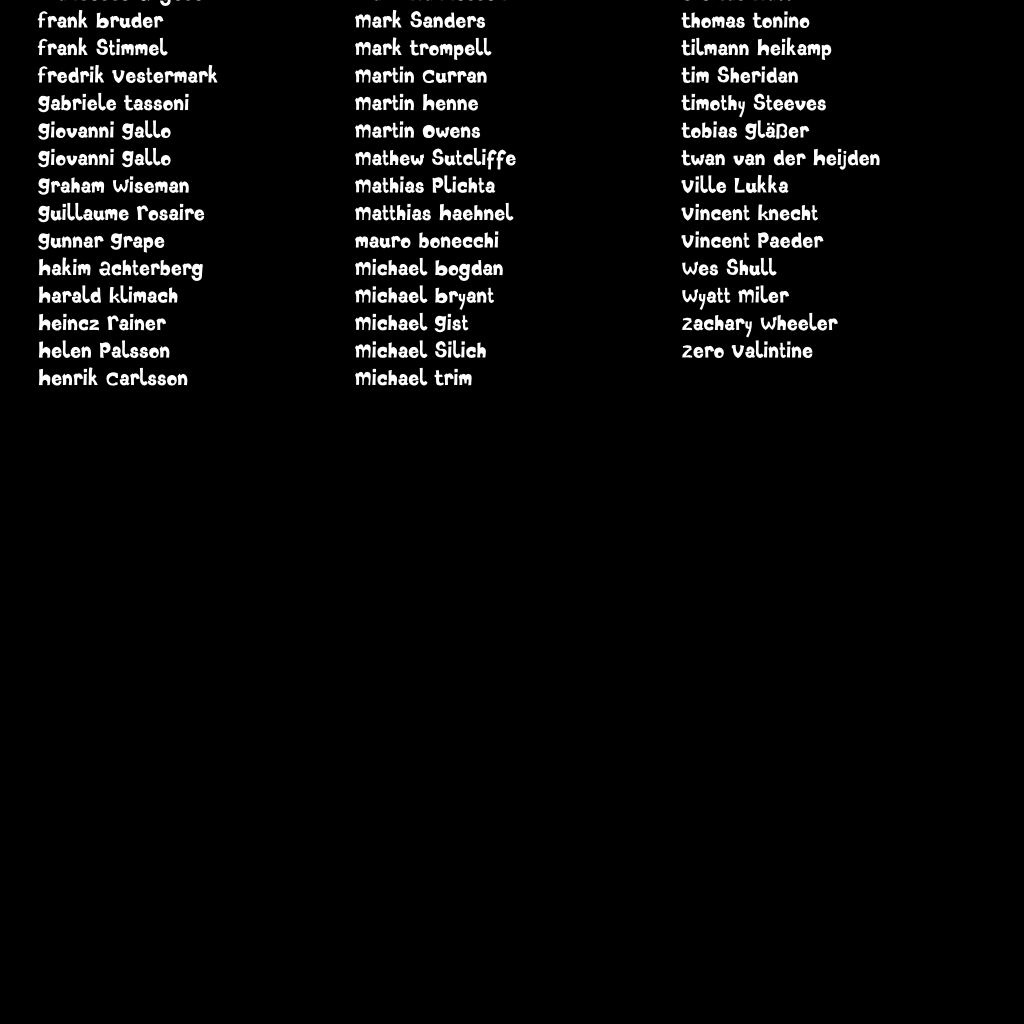 frank bruder
frank Stimmel
fredrik Vestermark
gabriele tassoni
giovanni gallo
giovanni gallo
graham Wiseman
guillaume rosaire
gunnar grape
hakim achterberg
harald klimach
heincz rainer
helen Palsson
henrik Carlsson
mark Sanders
mark trompell
martin Curran
martin henne
martin Owens
mathew Sutcliffe
mathias Plichta
matthias haehnel
mauro bonecchi
michael bogdan
michael bryant
michael gist
michael Silich
michael trim
thomas tonino
tilmann heikamp
tim Sheridan
timothy Steeves
tobias gläßer
twan van der heijden
Ville Lukka
Vincent knecht
Vincent Paeder
Wes Shull
Wyatt miler
Zachary Wheeler
Zero Valintine